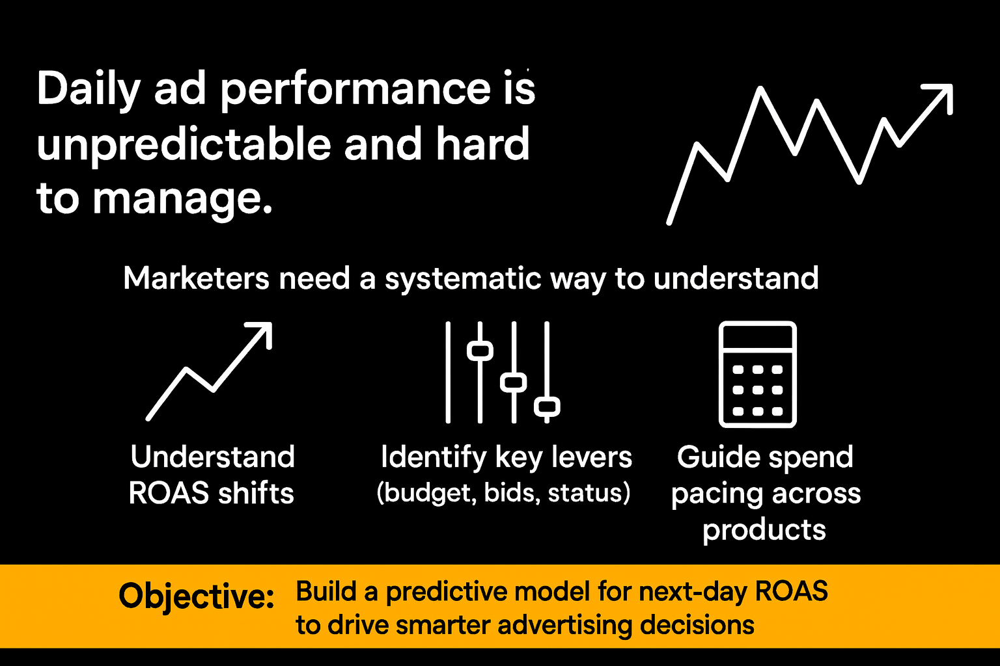 Daily ad performance is
unpredictable and hard
to manage.
Marketers need a systematic way to understand
Understand
ROAS shifts
Identify key levers
(budget, bids, status)
Guide spend
pacing across
products
Objective:
Build a predictive model for next-day ROAS
to drive smarter advertising decisions